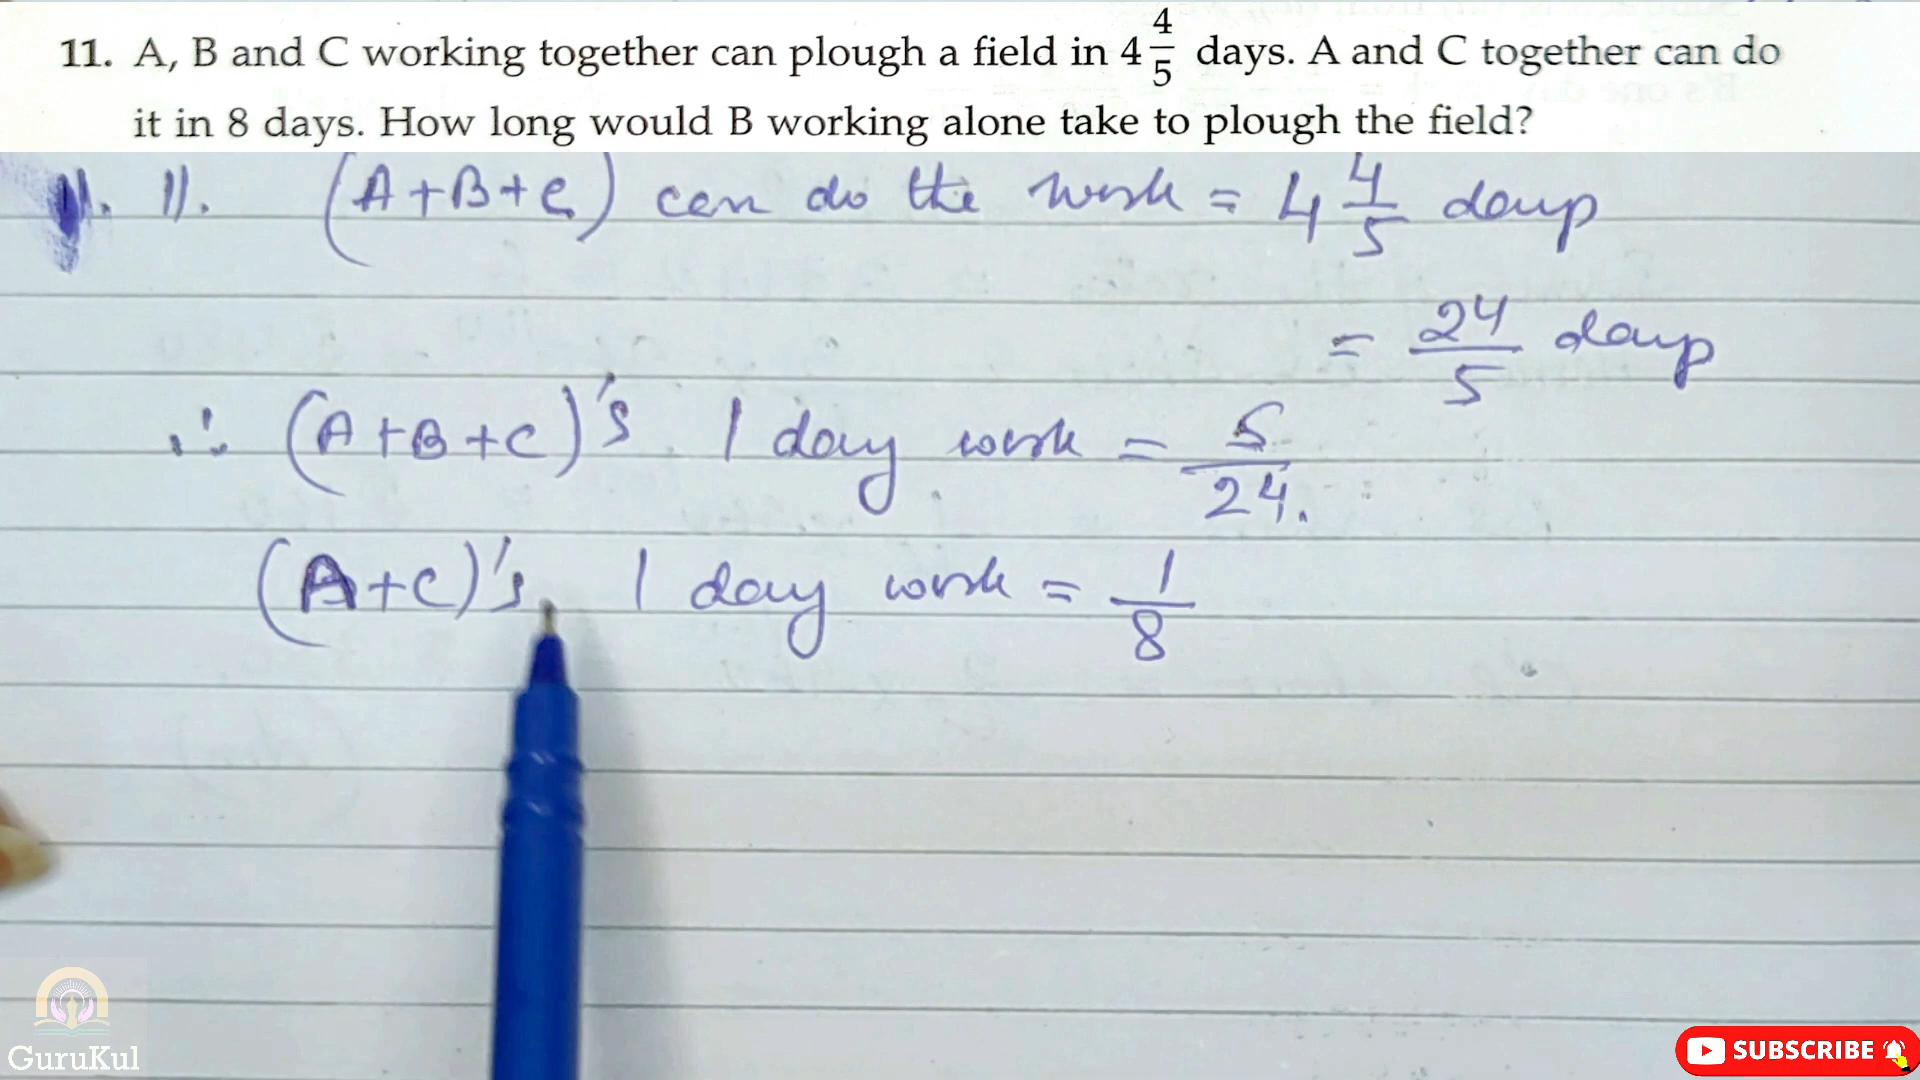 11. A, B and C working together can plough a field in 4 4/5 days. A and C together can do
it in 8 days. How long would B working alone take to plough the field?
11. (A+B+C) can do the work = 4 4/5 days
= 24/5 days
∴ (A+B+C)'s 1 day work = 5/24.
(A+C)'s 1 day work = 1/8
GuruKul
SUBSCRIBE